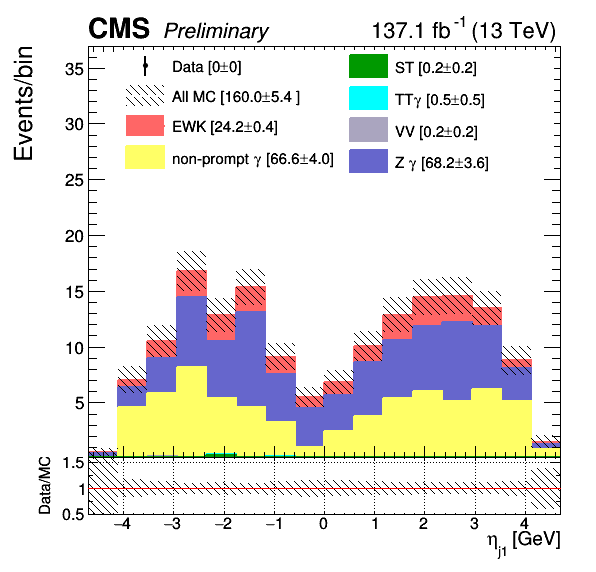 CMS Preliminary 137.1 fb⁻¹ (13 TeV)
Events/bin
Data [0±0]
All MC [160.0±5.4 ]
EWK [24.2±0.4]
non-prompt γ [66.6±4.0]
ST [0.2±0.2]
TTγ [0.5±0.5]
VV [0.2±0.2]
Z γ [68.2±3.6]
35
30
25
20
15
10
5
Data/MC
1.5
1
0.5
−4 −3 −2 −1 0 1 2 3 4
η_j1 [GeV]